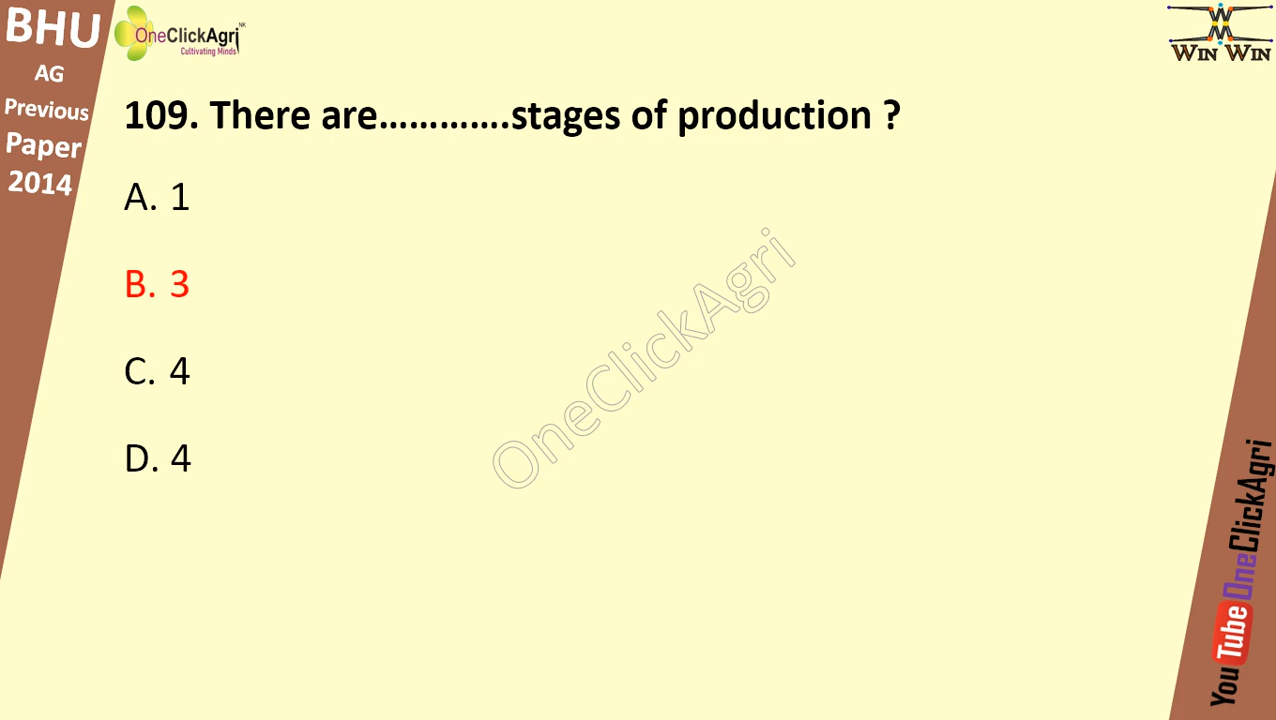 BHU
AG
Previous
Paper
2014
OneClickAgri
NK
Cultivating Minds
WIN WIN
109. There are.............stages of production ?
A. 1
B. 3
C. 4
D. 4
OneClickAgri
YouTube OneClickAgri